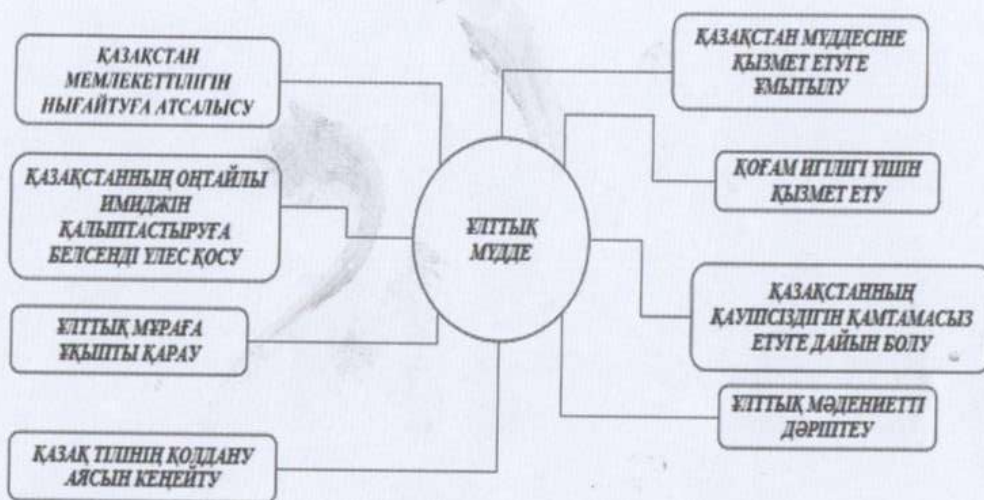 ҚАЗАҚСТАН
МЕМЛЕКЕТТІЛІГІН
НЫҒАЙТУҒА АТСАЛЫСУ
ҚАЗАҚСТАННЫҢ ОҢТАЙЛЫ
ИМИДЖІН
ҚАЛЫПТАСТЫРУҒА
БЕЛСЕНДІ ҮЛЕС ҚОСУ
ҰЛТТЫҚ МҰРАҒА
ҰҚЫПТЫ ҚАРАУ
ҚАЗАҚ ТІЛІНІҢ ҚОЛДАНУ
АЯСЫН КЕҢЕЙТУ
ҰЛТТЫҚ
МҮДДЕ
ҚАЗАҚСТАН МҮДДЕСІНЕ
ҚЫЗМЕТ ЕТУГЕ
ҰМЫТЫЛУ
ҚОҒАМ ИГІЛІГІ ҮШІН
ҚЫЗМЕТ ЕТУ
ҚАЗАҚСТАННЫҢ
ҚАУІПСІЗДІГІН ҚАМТАМАСЫЗ
ЕТУГЕ ДАЙЫН БОЛУ
ҰЛТТЫҚ МӘДЕНИЕТТІ
ДӘРІПТЕУ